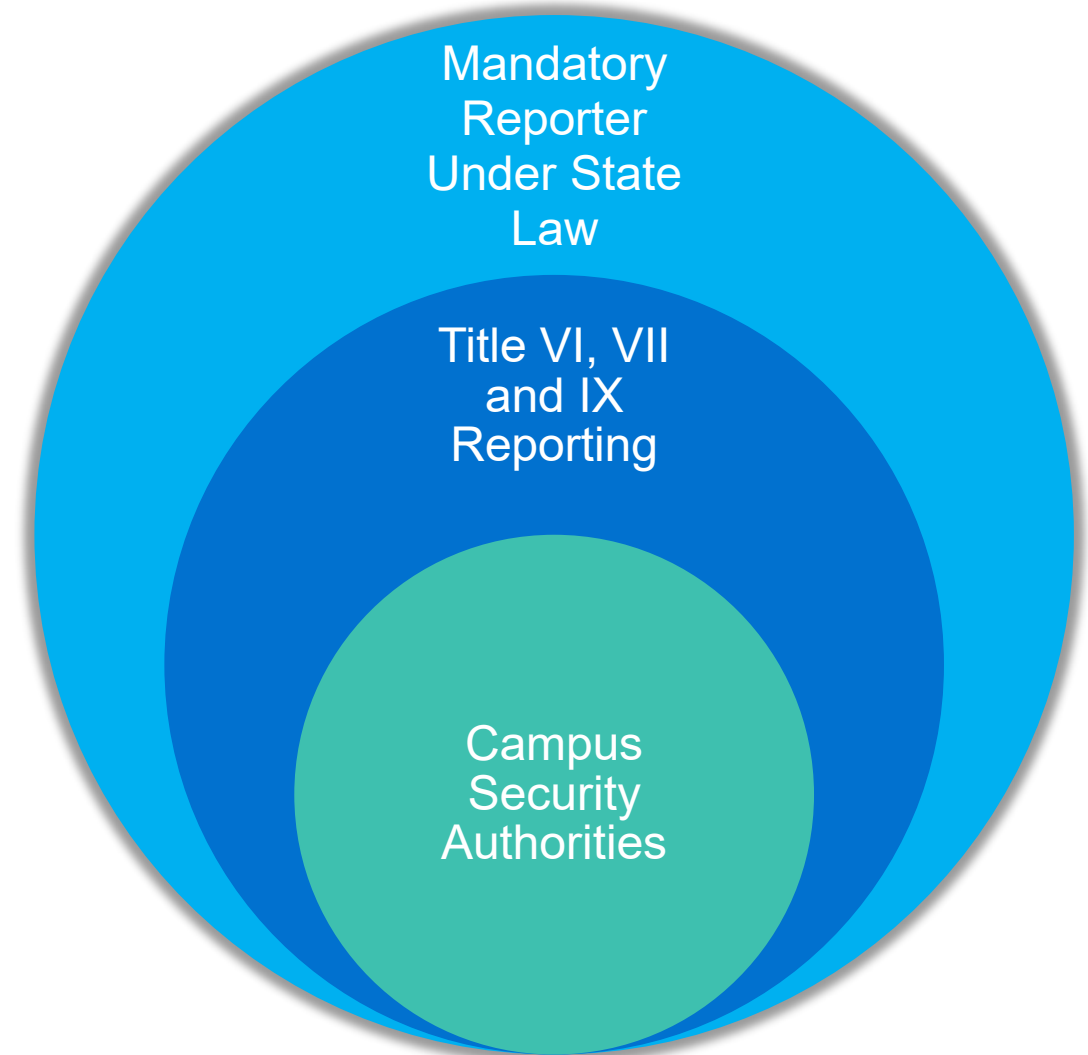 Mandatory
Reporter
Under State
Law
Title VI, VII
and IX
Reporting
Campus
Security
Authorities